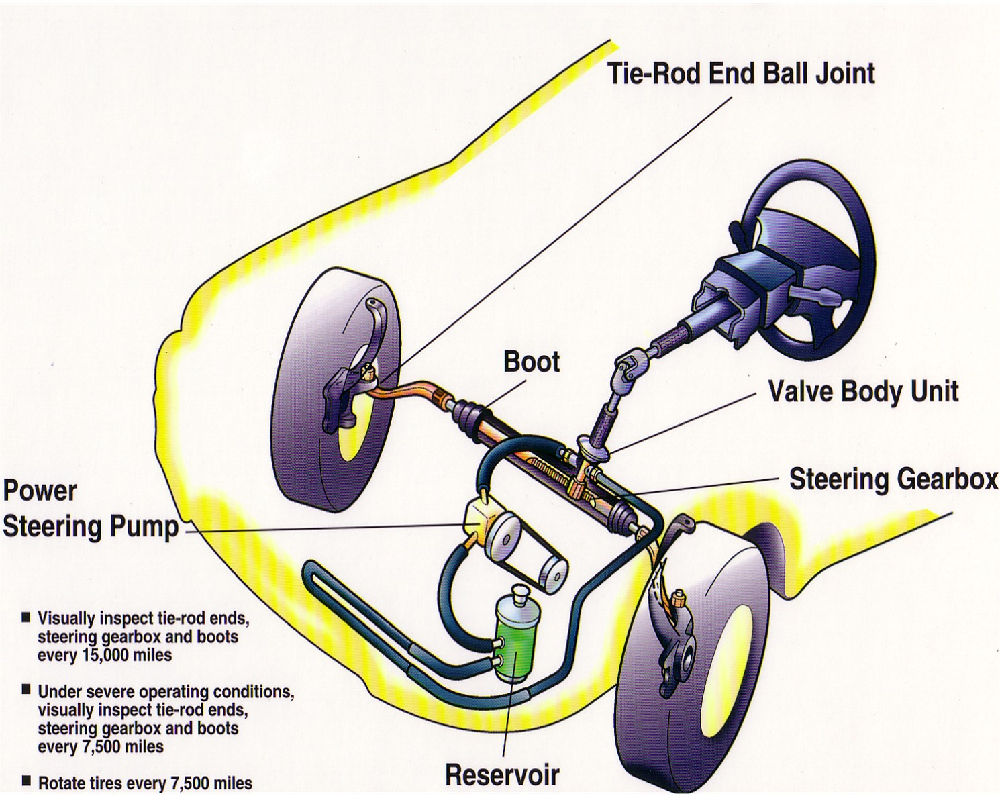 Tie-Rod End Ball Joint
Boot
Valve Body Unit
Steering Gearbox
Power
Steering Pump
■ Visually inspect tie-rod ends,
steering gearbox and boots
every 15,000 miles
■ Under severe operating conditions,
visually inspect tie-rod ends,
steering gearbox and boots
every 7,500 miles
■ Rotate tires every 7,500 miles
Reservoir